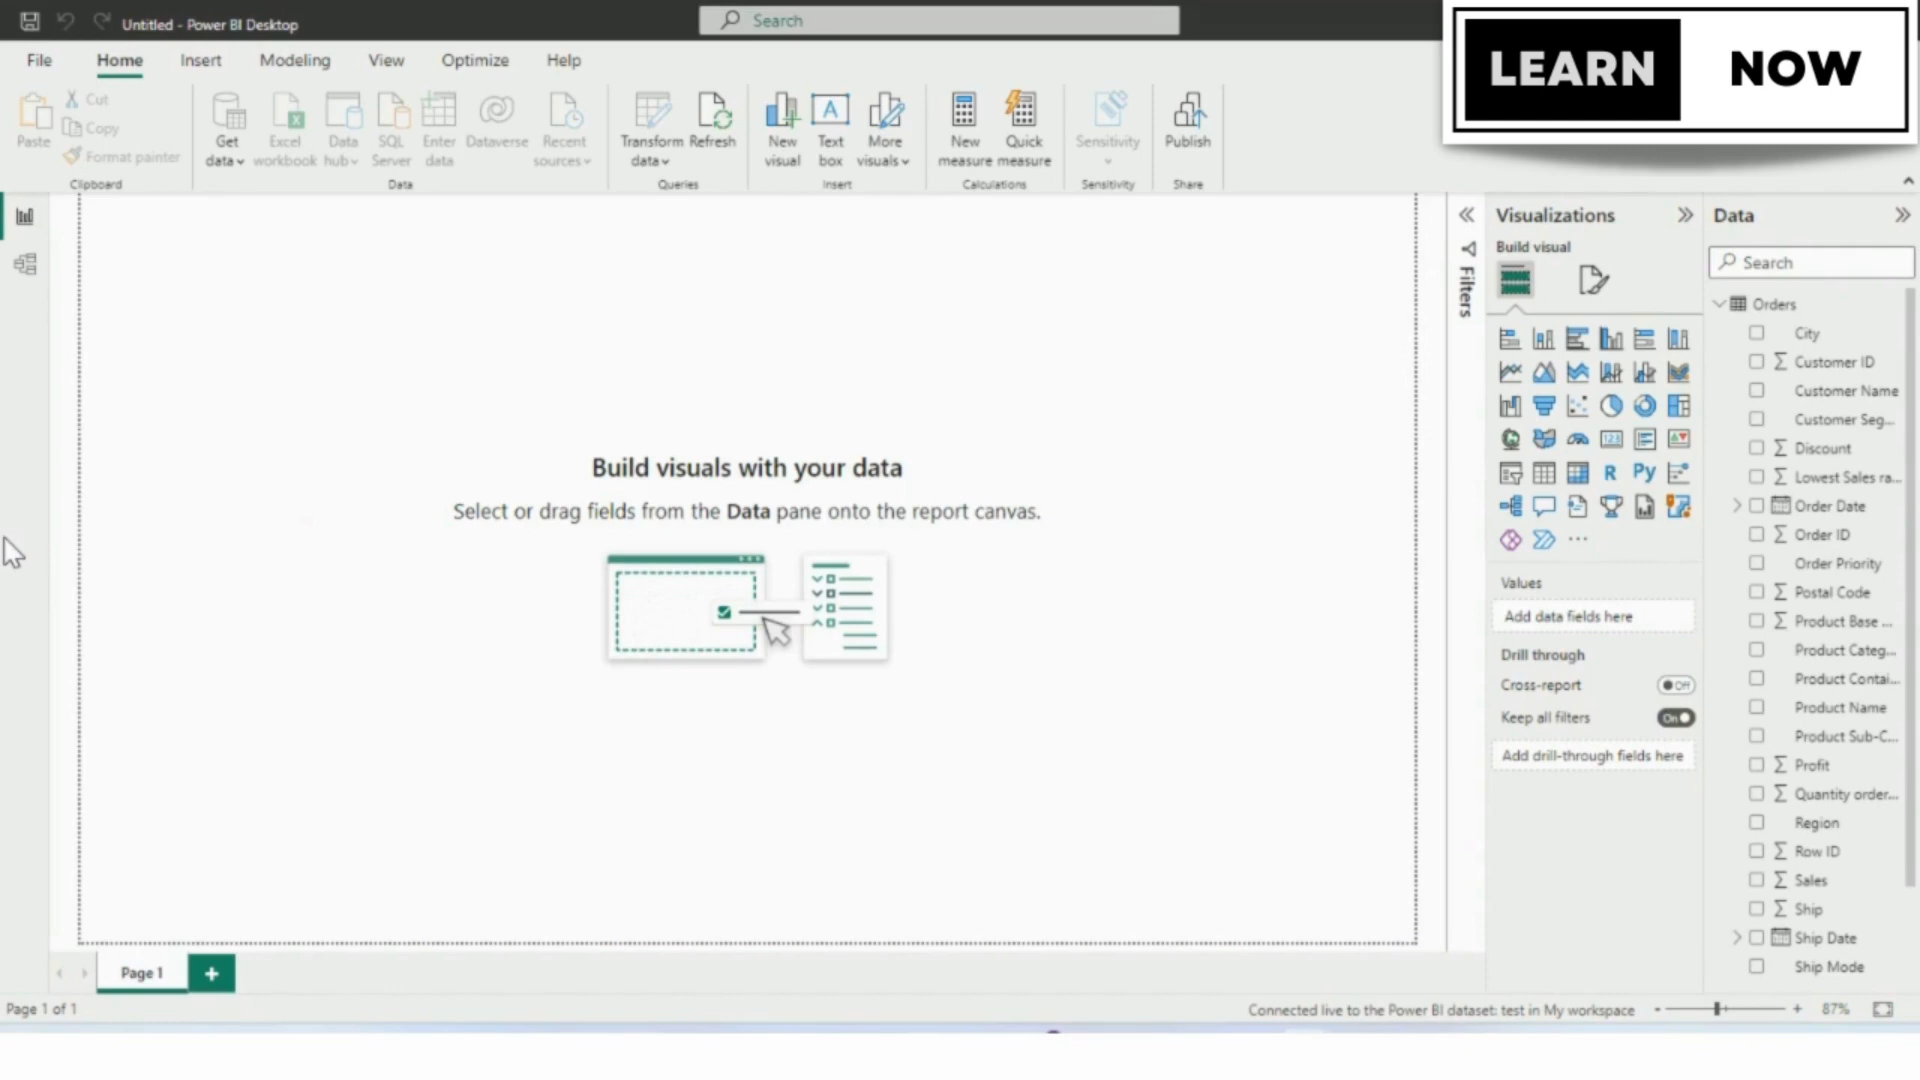 Untitled - Power BI Desktop
Search
LEARN NOW
File Home Insert Modeling View Optimize Help
Paste
Cut
Copy
Format painter
Clipboard
Get data
Excel workbook
Data hub
SQL Server
Enter data
Dataverse
Recent sources
Data
Transform data
Refresh
Queries
New visual
Text box
More visuals
Insert
New measure
Quick measure
Calculations
Sensitivity
Sensitivity
Publish
Share
Build visuals with your data
Select or drag fields from the Data pane onto the report canvas.
Filters
Visualizations
Build visual
123
R
Py
Values
Add data fields here
Drill through
Cross-report
Off
Keep all filters
On
Add drill-through fields here
Data
Search
Orders
City
Σ Customer ID
Customer Name
Customer Seg...
Σ Discount
Σ Lowest Sales ra...
Order Date
Σ Order ID
Order Priority
Σ Postal Code
Σ Product Base ...
Product Categ...
Product Contai...
Product Name
Product Sub-C...
Σ Profit
Σ Quantity order...
Region
Σ Row ID
Σ Sales
Σ Ship
Ship Date
Ship Mode
Page 1
+
Page 1 of 1
Connected live to the Power BI dataset: test in My workspace
- + 87%